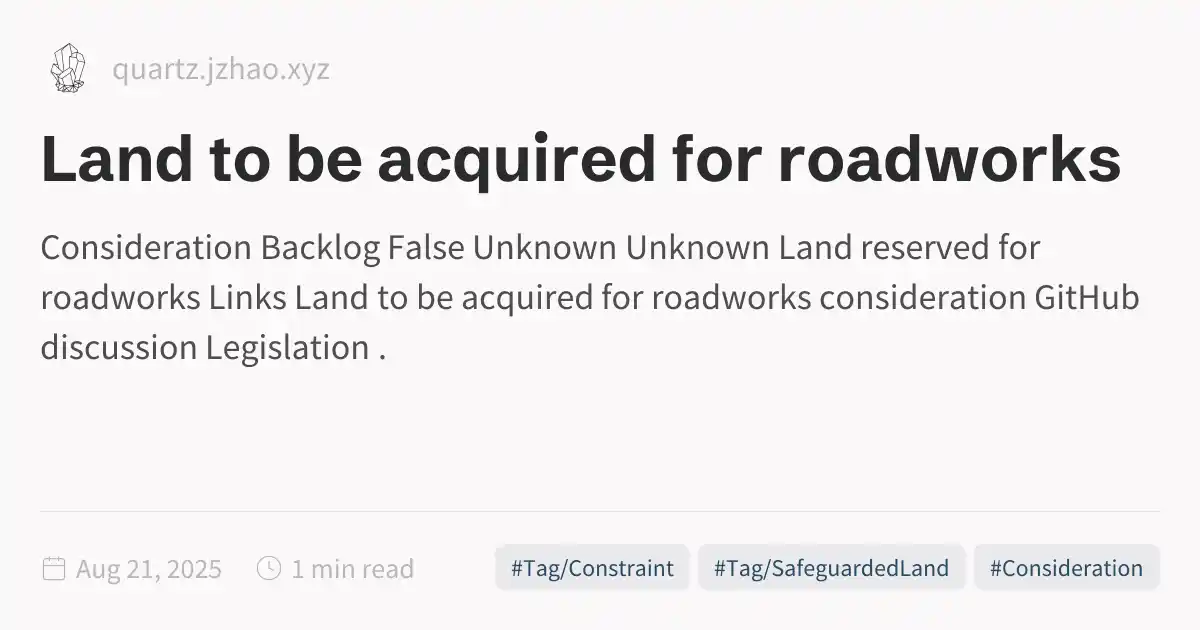 quartz.jzhao.xyz
Land to be acquired for roadworks
Consideration Backlog False Unknown Unknown Land reserved for
roadworks Links Land to be acquired for roadworks consideration GitHub
discussion Legislation .
Aug 21, 2025 1 min read #Tag/Constraint #Tag/SafeguardedLand #Consideration